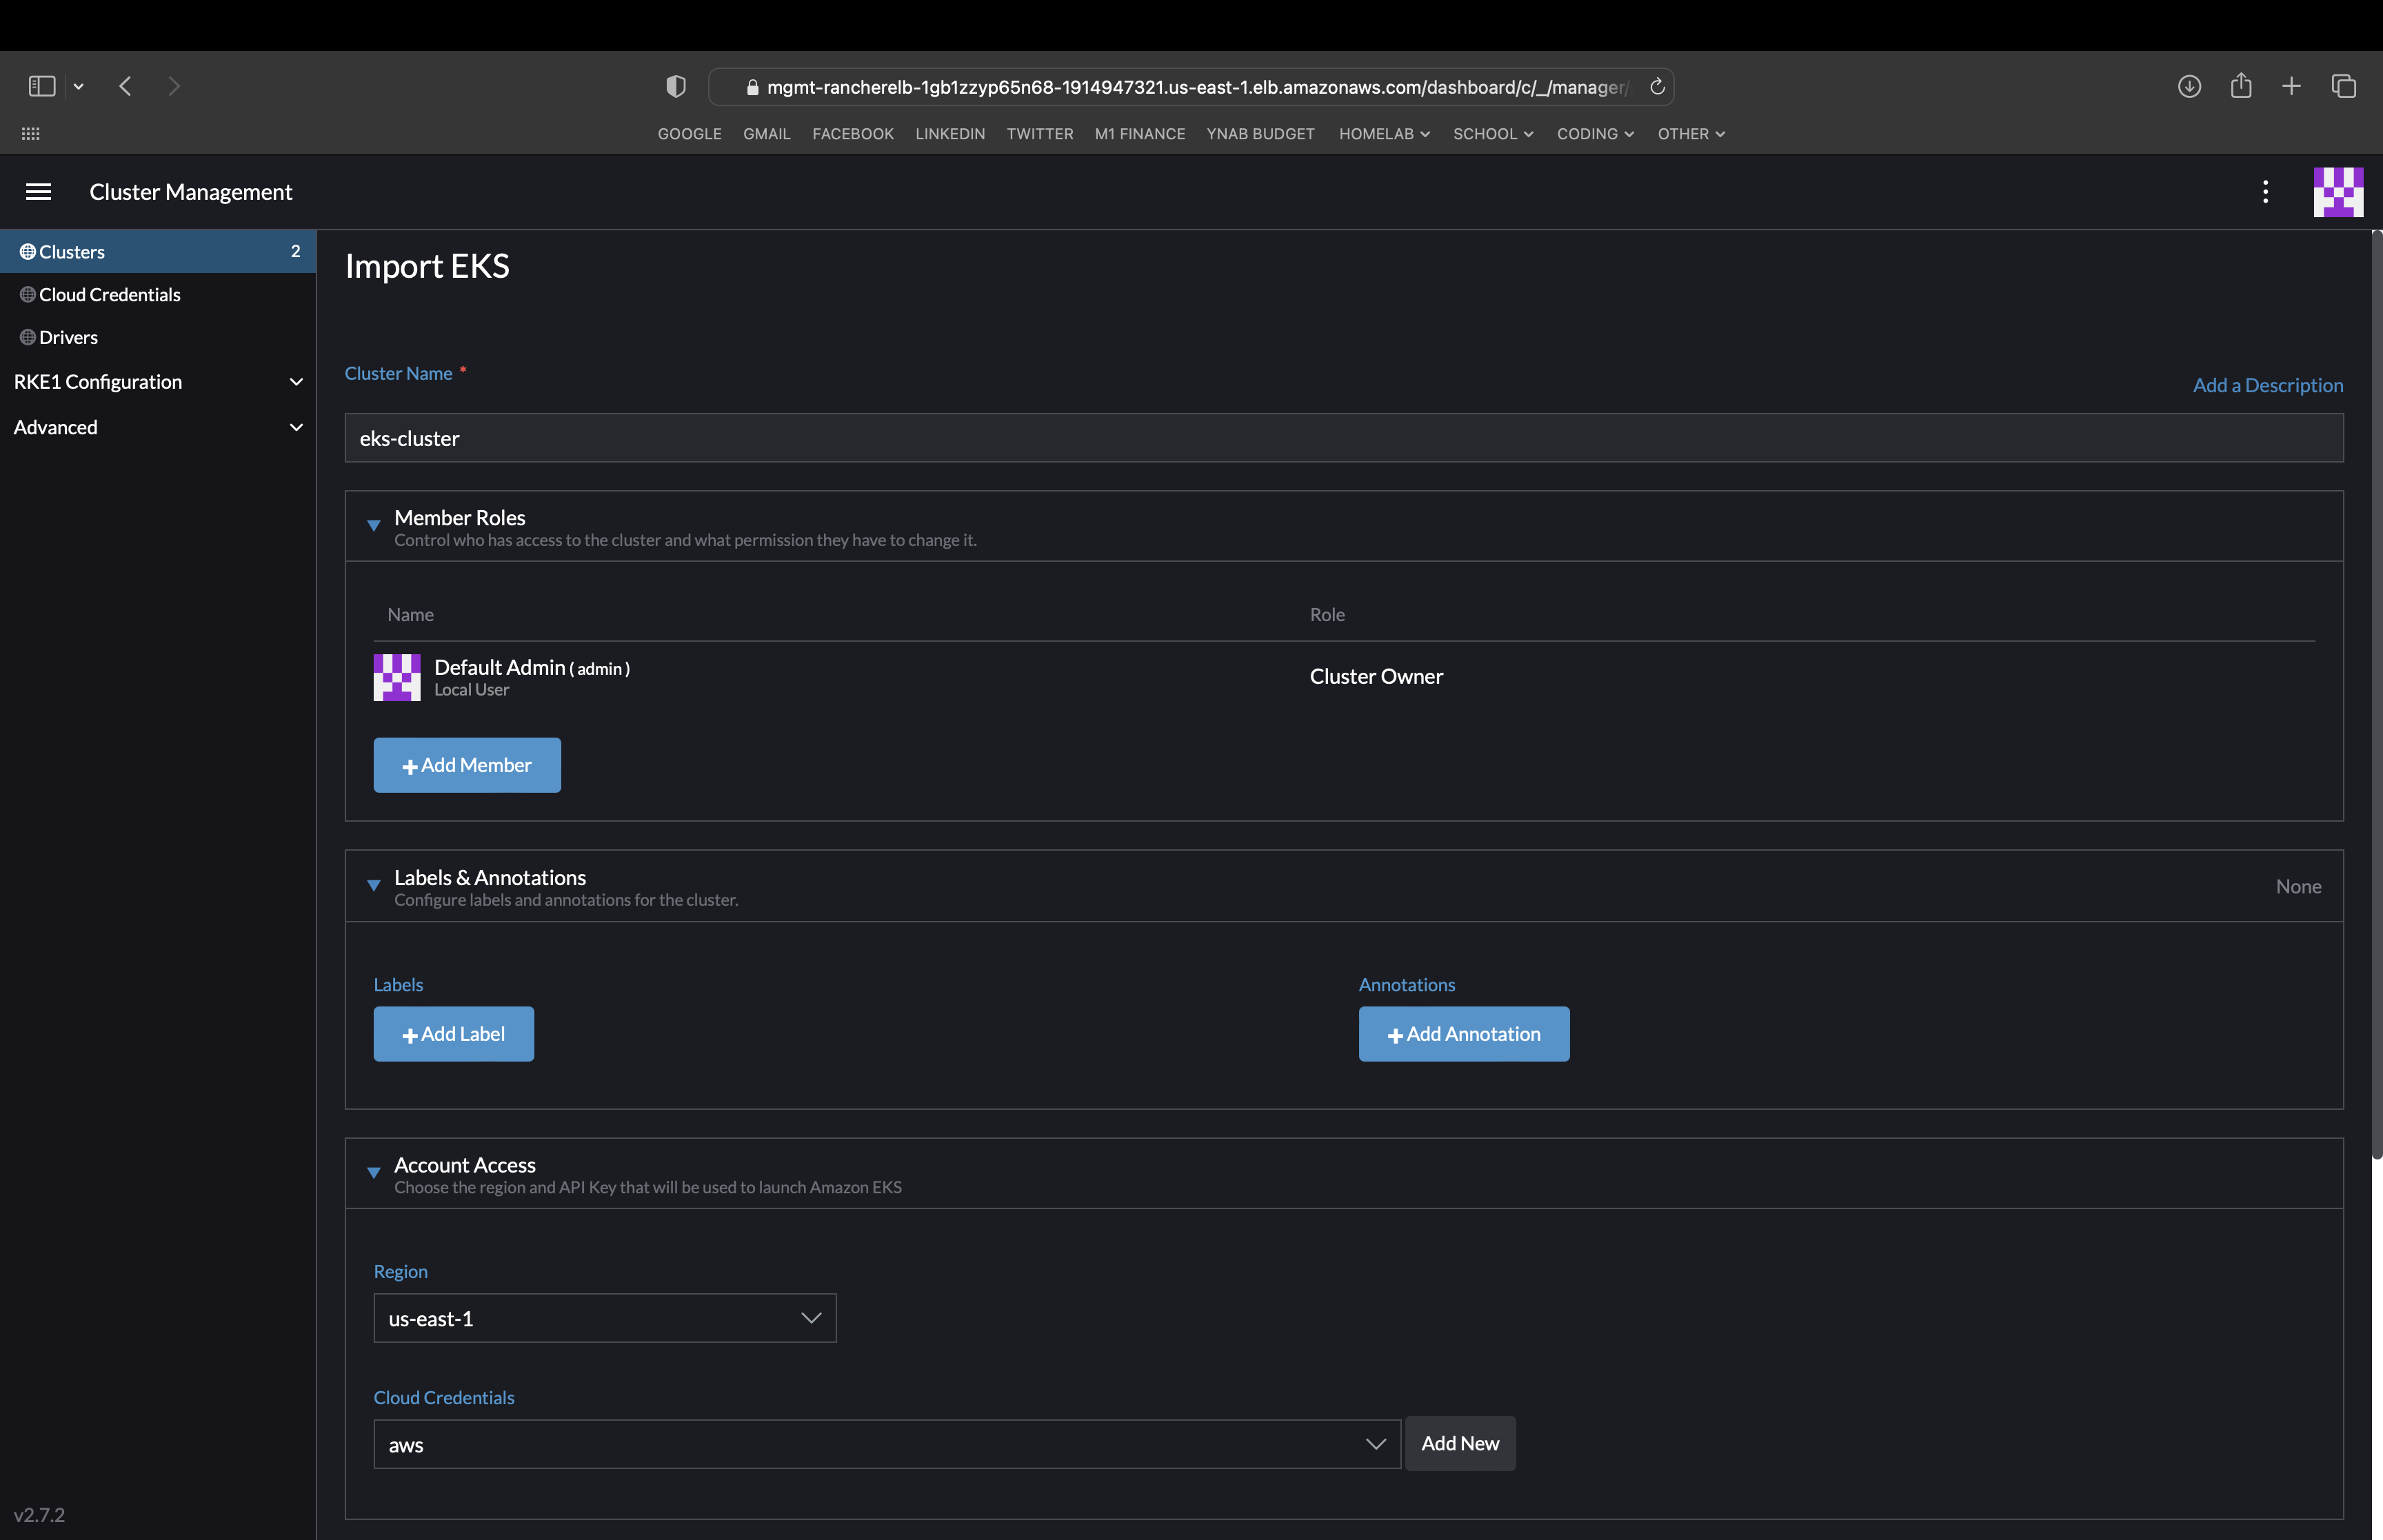 mgmt-rancherelb-1gb1zzyp65n68-1914947321.us-east-1.elb.amazonaws.com/dashboard/c/_/manager/
GOOGLE GMAIL FACEBOOK LINKEDIN TWITTER M1 FINANCE YNAB BUDGET HOMELAB SCHOOL CODING OTHER
Cluster Management
Clusters 2
Cloud Credentials
Drivers
RKE1 Configuration
Advanced
v2.7.2
Import EKS
Cluster Name *
Add a Description
eks-cluster
Member Roles
Control who has access to the cluster and what permission they have to change it.
Name Role
Default Admin ( admin )
Local User
Cluster Owner
Add Member
Labels & Annotations
Configure labels and annotations for the cluster.
None
Labels Annotations
Add Label Add Annotation
Account Access
Choose the region and API Key that will be used to launch Amazon EKS
Region
us-east-1
Cloud Credentials
aws
Add New